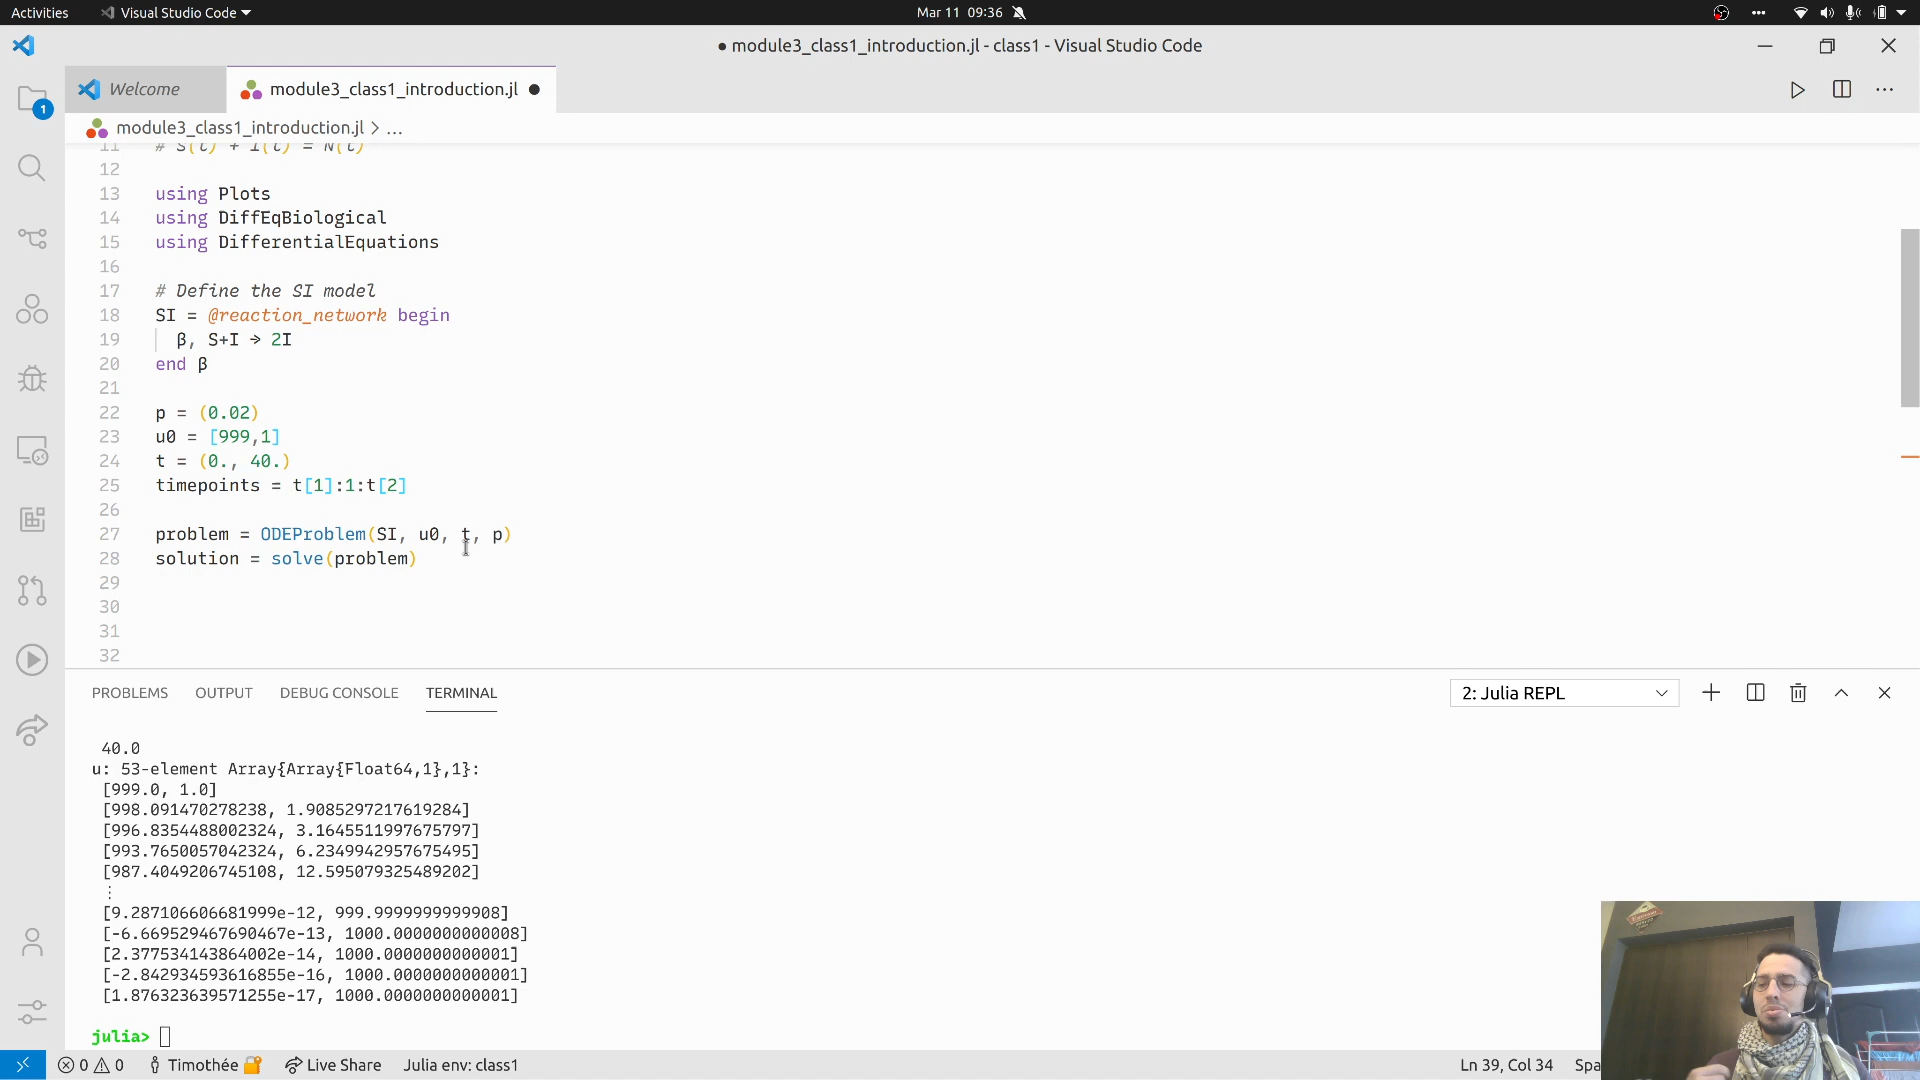 Activities
Visual Studio Code
Mar 11 09:36
● module3_class1_introduction.jl - class1 - Visual Studio Code
Welcome
module3_class1_introduction.jl ●
module3_class1_introduction.jl > ...
11 # S(t) + I(t) = N(t)
12
13 using Plots
14 using DiffEqBiological
15 using DifferentialEquations
16
17 # Define the SI model
18 SI = @reaction_network begin
19 β, S+I → 2I
20 end β
21
22 p = (0.02)
23 u0 = [999,1]
24 t = (0., 40.)
25 timepoints = t[1]:1:t[2]
26
27 problem = ODEProblem(SI, u0, t, p)
28 solution = solve(problem)
29
30
31
32
1
PROBLEMS OUTPUT DEBUG CONSOLE TERMINAL
2: Julia REPL
40.0
u: 53-element Array{Array{Float64,1},1}:
[999.0, 1.0]
[998.091470278238, 1.9085297217619284]
[996.8354488002324, 3.1645511997675797]
[993.7650057042324, 6.2349942957675495]
[987.4049206745108, 12.595079325489202]
⋮
[9.287106606681999e-12, 999.9999999999908]
[-6.669529467690467e-13, 1000.0000000000008]
[2.377534143864002e-14, 1000.0000000000001]
[-2.842934593616855e-16, 1000.0000000000001]
[1.876323639571255e-17, 1000.0000000000001]
julia>
0 0 Timothée Live Share Julia env: class1
Ln 39, Col 34 Spa